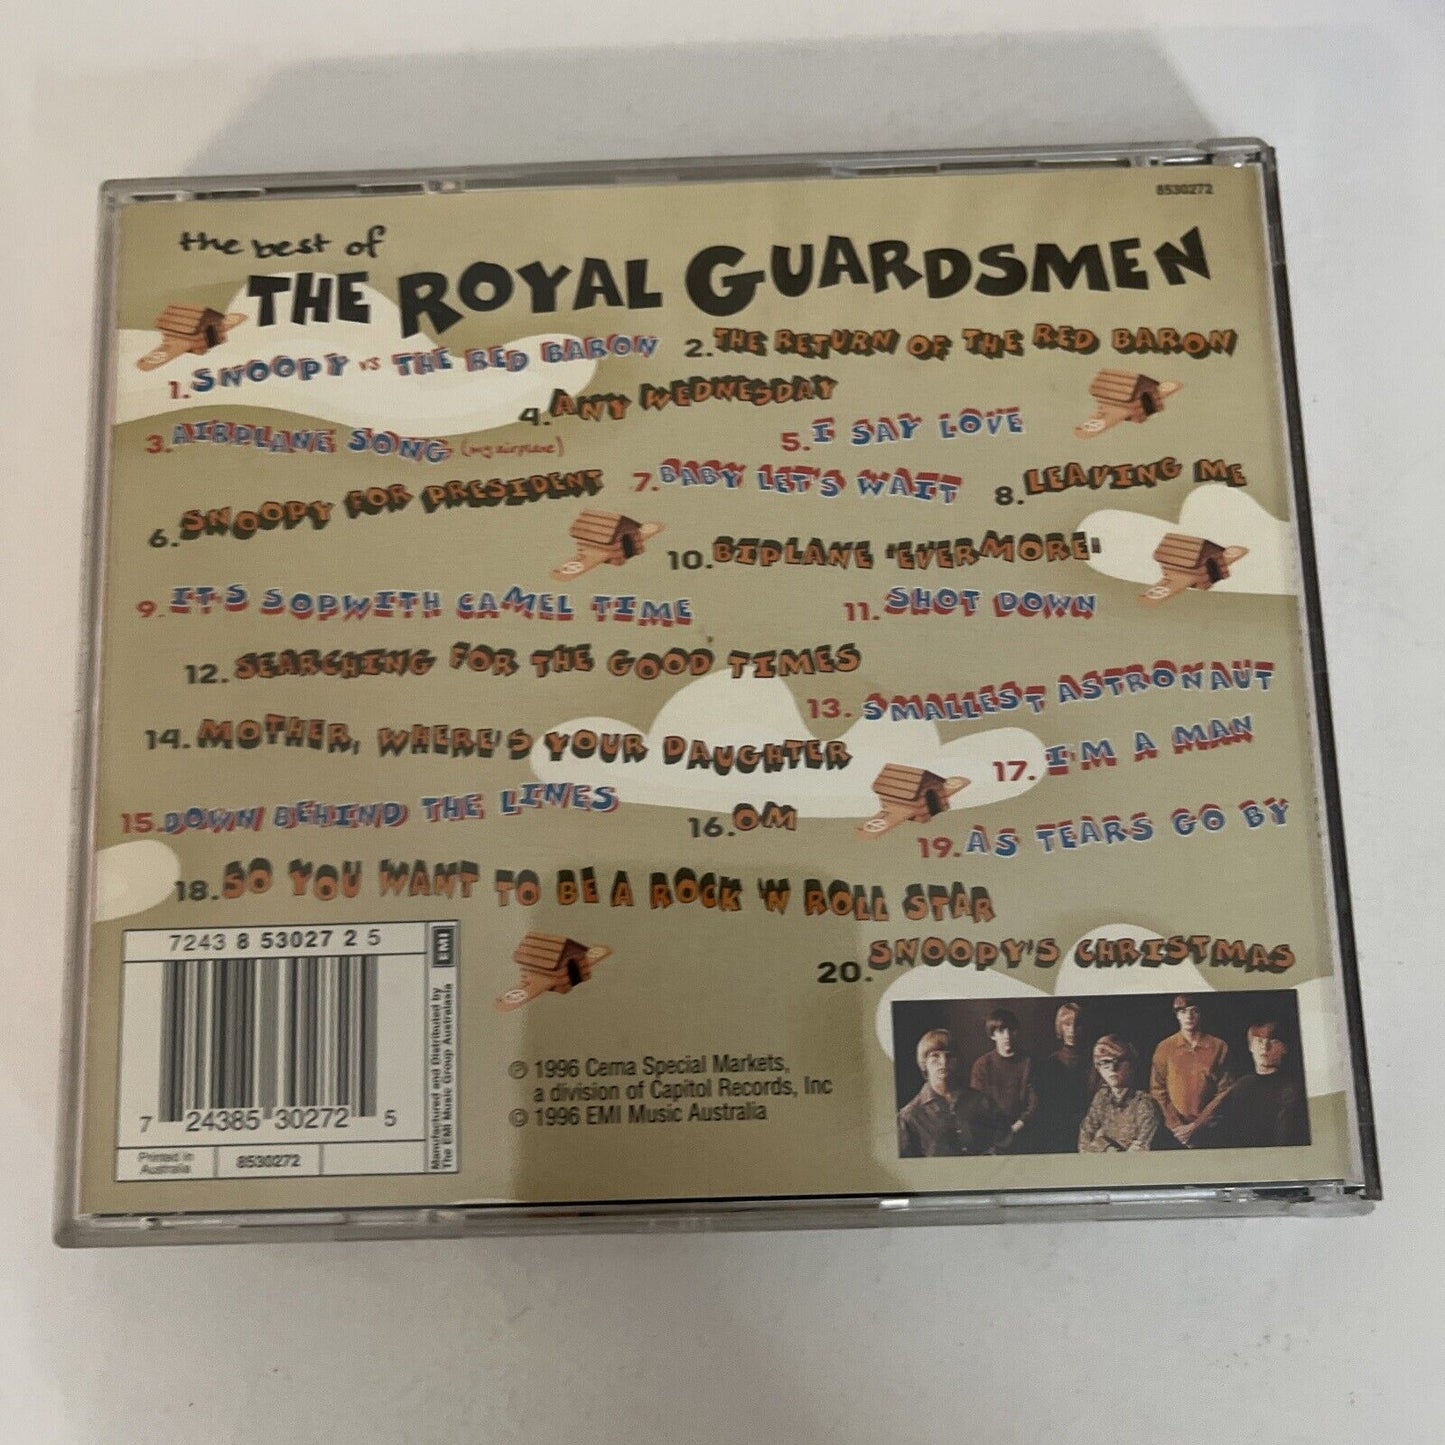 8530272
the best of
THE ROYAL GUARDSMEN
1. SNOOPY vs THE RED BARON
2. THE RETURN OF THE RED BARON
3. AIRPLANE SONG (my airplane)
4. ANY WEDNESDAY
5. I SAY LOVE
6. SNOOPY FOR PRESIDENT
7. BABY LET'S WAIT
8. LEAVING ME
9. IT'S SOPWITH CAMEL TIME
10. BIPLANE 'EVERMORE'
11. SHOT DOWN
12. SEARCHING FOR THE GOOD TIMES
13. SMALLEST ASTRONAUT
14. MOTHER, WHERE'S YOUR DAUGHTER
15. DOWN BEHIND THE LINES
16. OM
17. I'M A MAN
18. SO YOU WANT TO BE A ROCK 'N ROLL STAR
19. AS TEARS GO BY
20. SNOOPY'S CHRISTMAS
7243 8 53027 2 5
EMI
Manufactured and Distributed by
The EMI Music Group Australasia
7 24385 30272 5
Printed in
Australia
8530272
℗ 1996 Cema Special Markets,
a division of Capitol Records, Inc
© 1996 EMI Music Australia